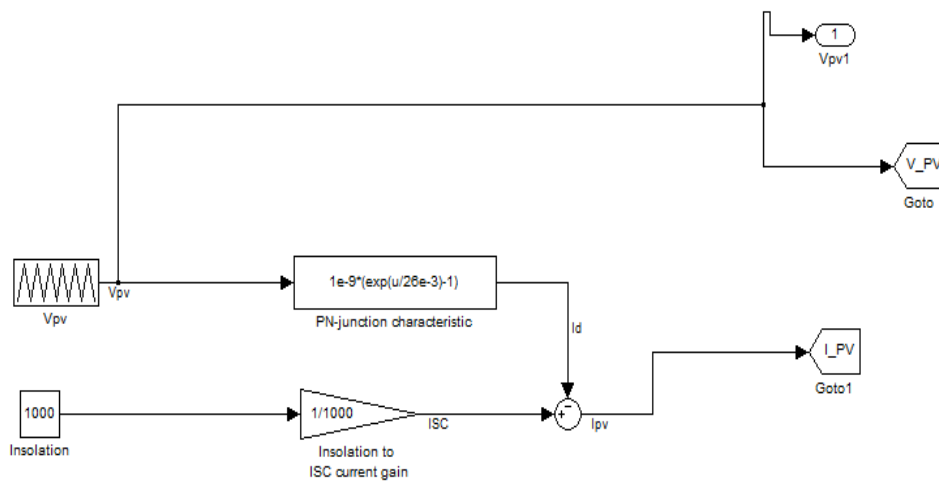 1
Vpv1
V_PV
Goto
Vpv
Vpv
1e-9*(exp(u/26e-3)-1)
PN-junction characteristic
Id
I_PV
Goto1
1000
Insolation
1/1000
ISC
Insolation to
ISC current gain
−
+
Ipv